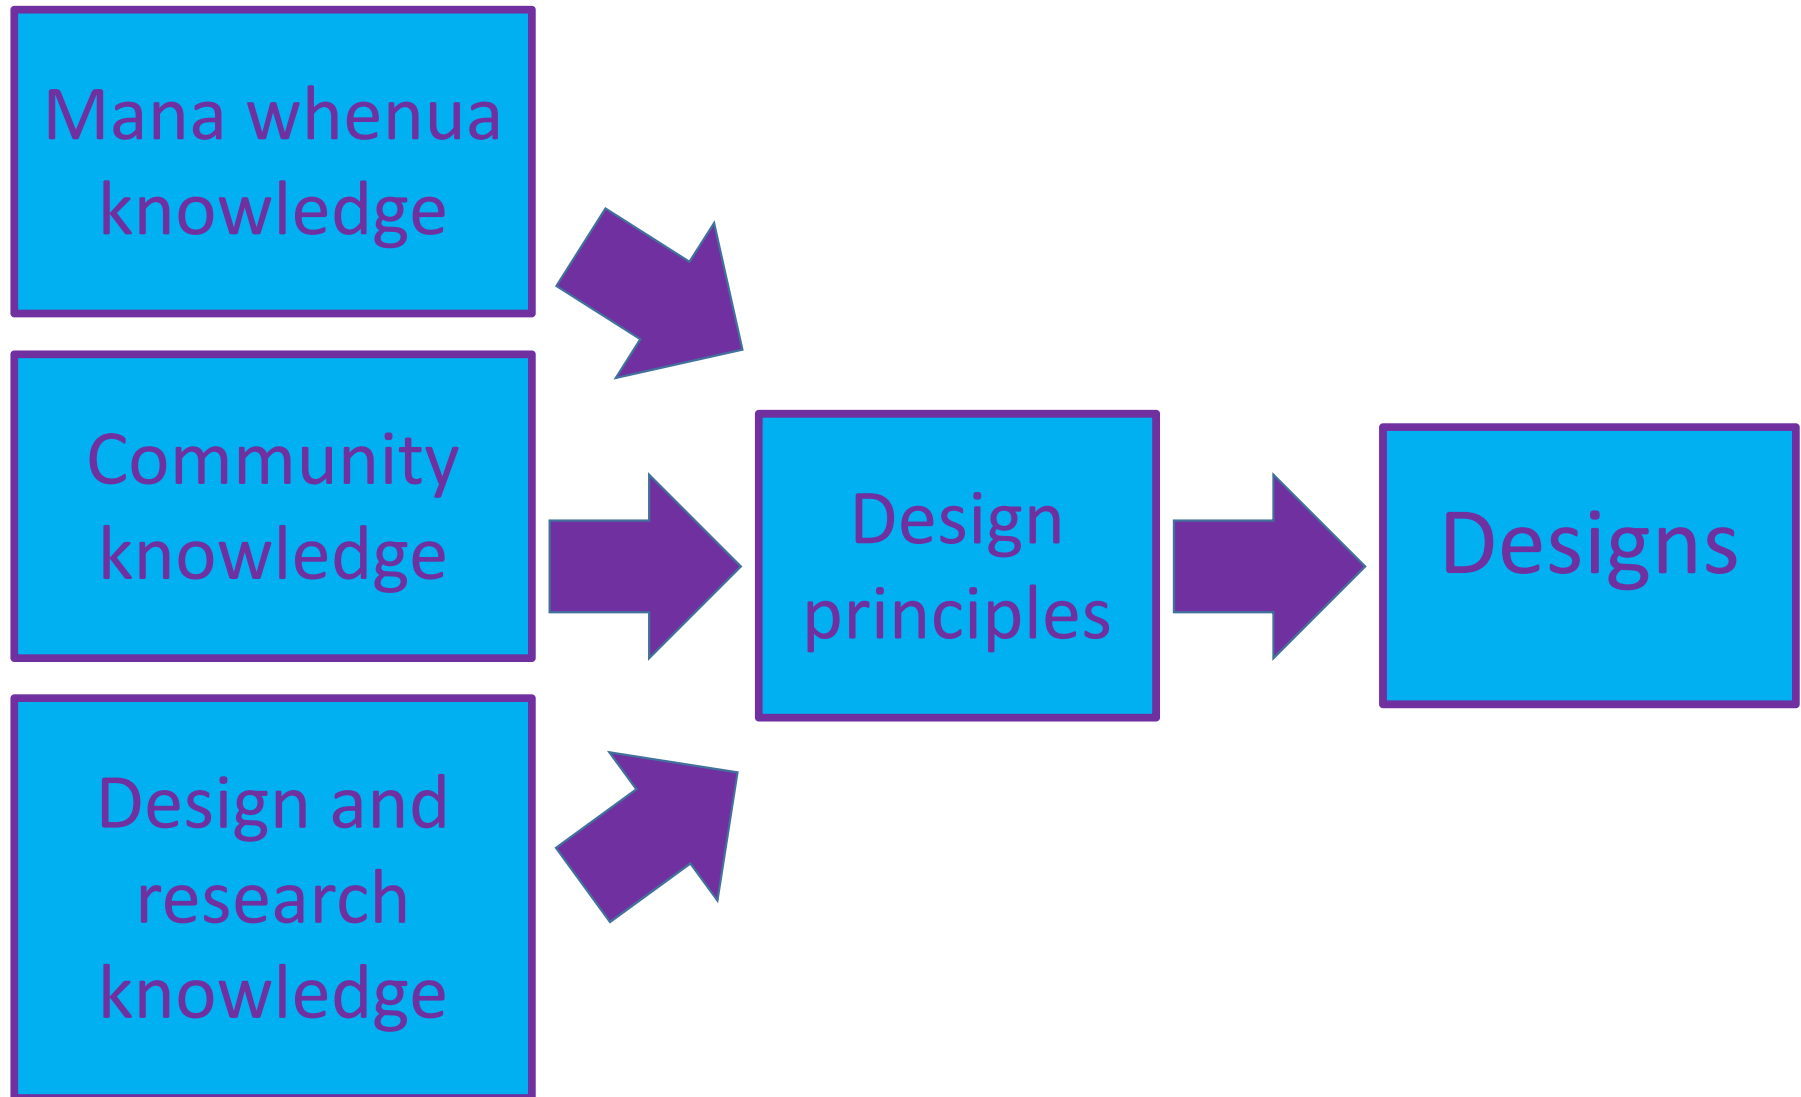 Mana whenua
knowledge
Community
knowledge
Design and
research
knowledge
Design
principles
Designs